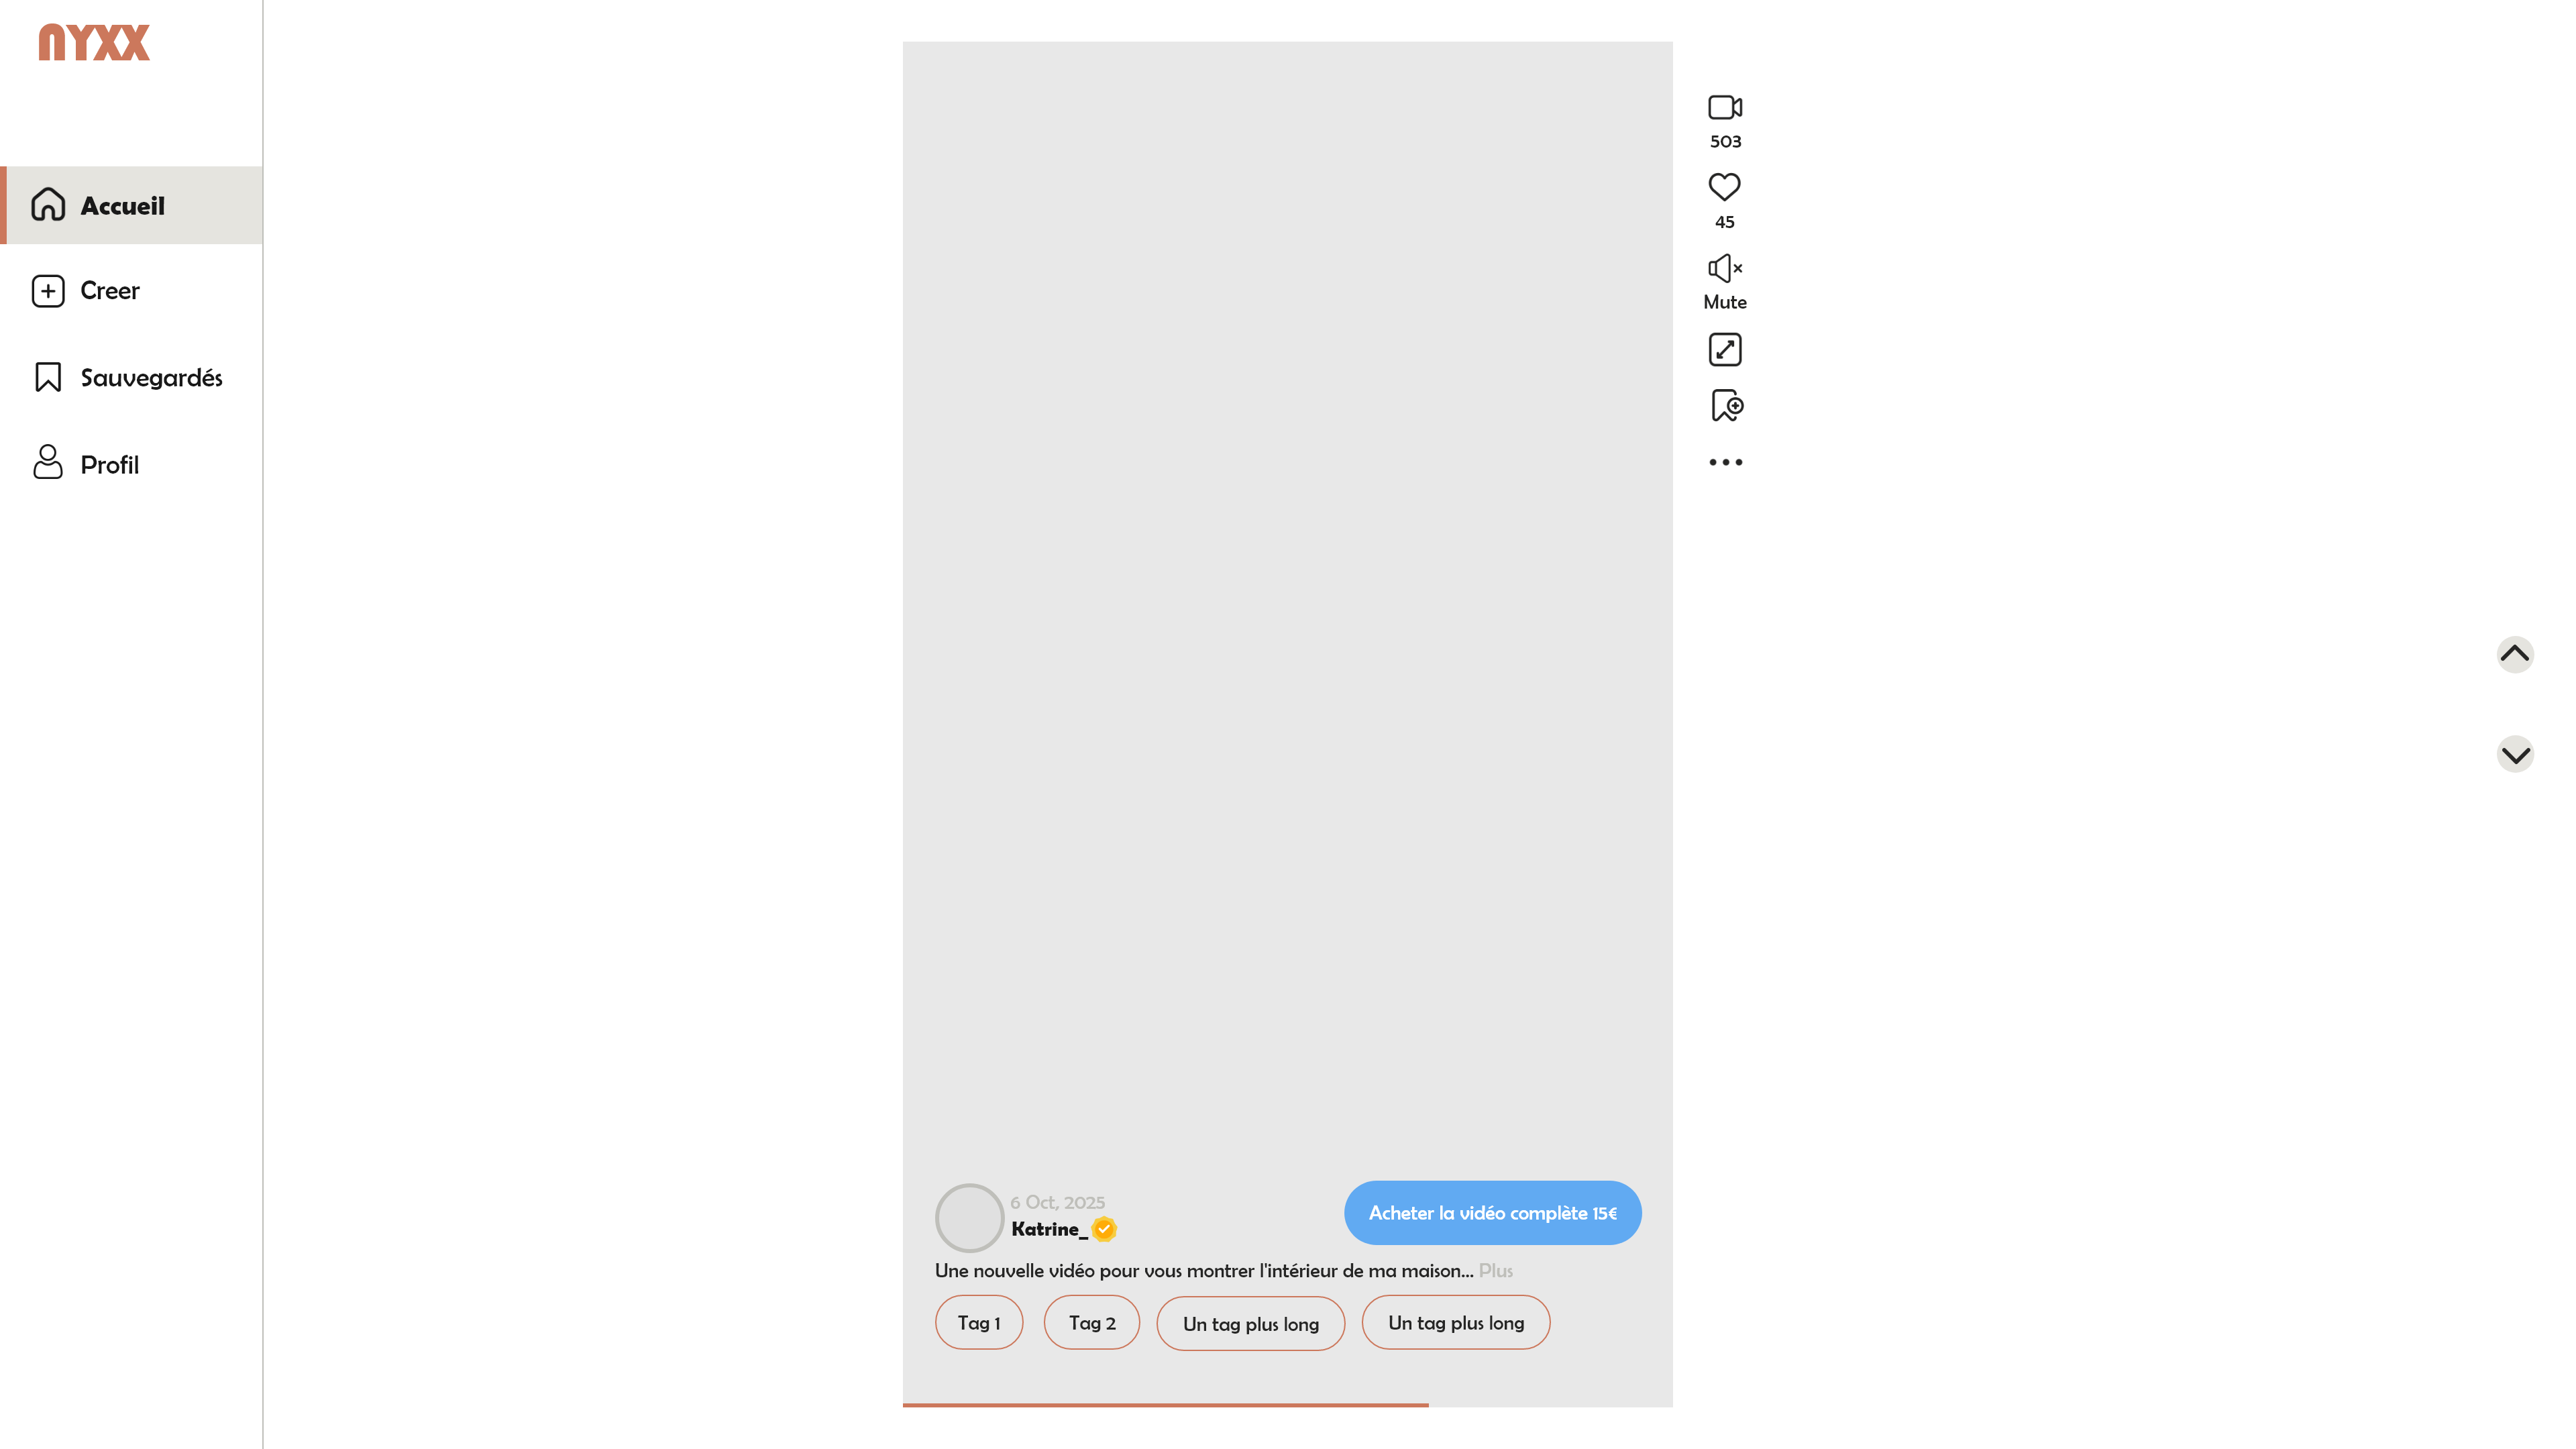 NYXX
Accueil
Creer
Sauvegardés
Profil
503
45
Mute
6 Oct, 2025
Katrine_
Acheter la vidéo complète 15€
Une nouvelle vidéo pour vous montrer l'intérieur de ma maison... Plus
Tag 1
Tag 2
Un tag plus long
Un tag plus long